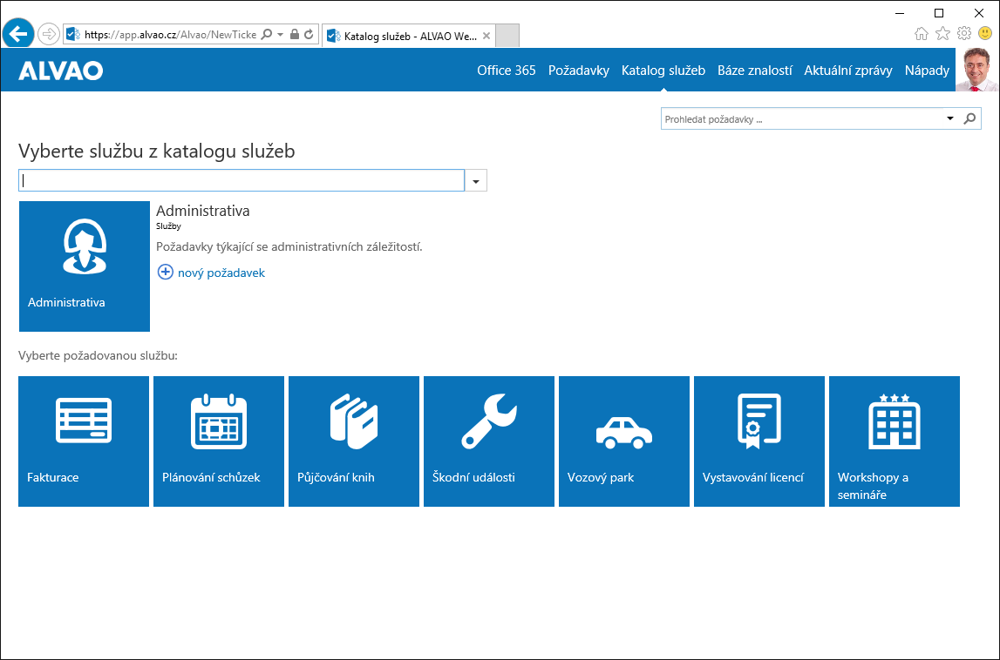 https://app.alvao.cz/Alvao/NewTicke
Katalog služeb - ALVAO We...
ALVAO
Office 365 Požadavky Katalog služeb Báze znalostí Aktuální zprávy Nápady
Prohledat požadavky ...
Vyberte službu z katalogu služeb
Administrativa
Služby
Požadavky týkající se administrativních záležitostí.
nový požadavek
Administrativa
Vyberte požadovanou službu:
Fakturace
Plánování schůzek
Půjčování knih
Škodní události
Vozový park
Vystavování licencí
Workshopy a
semináře